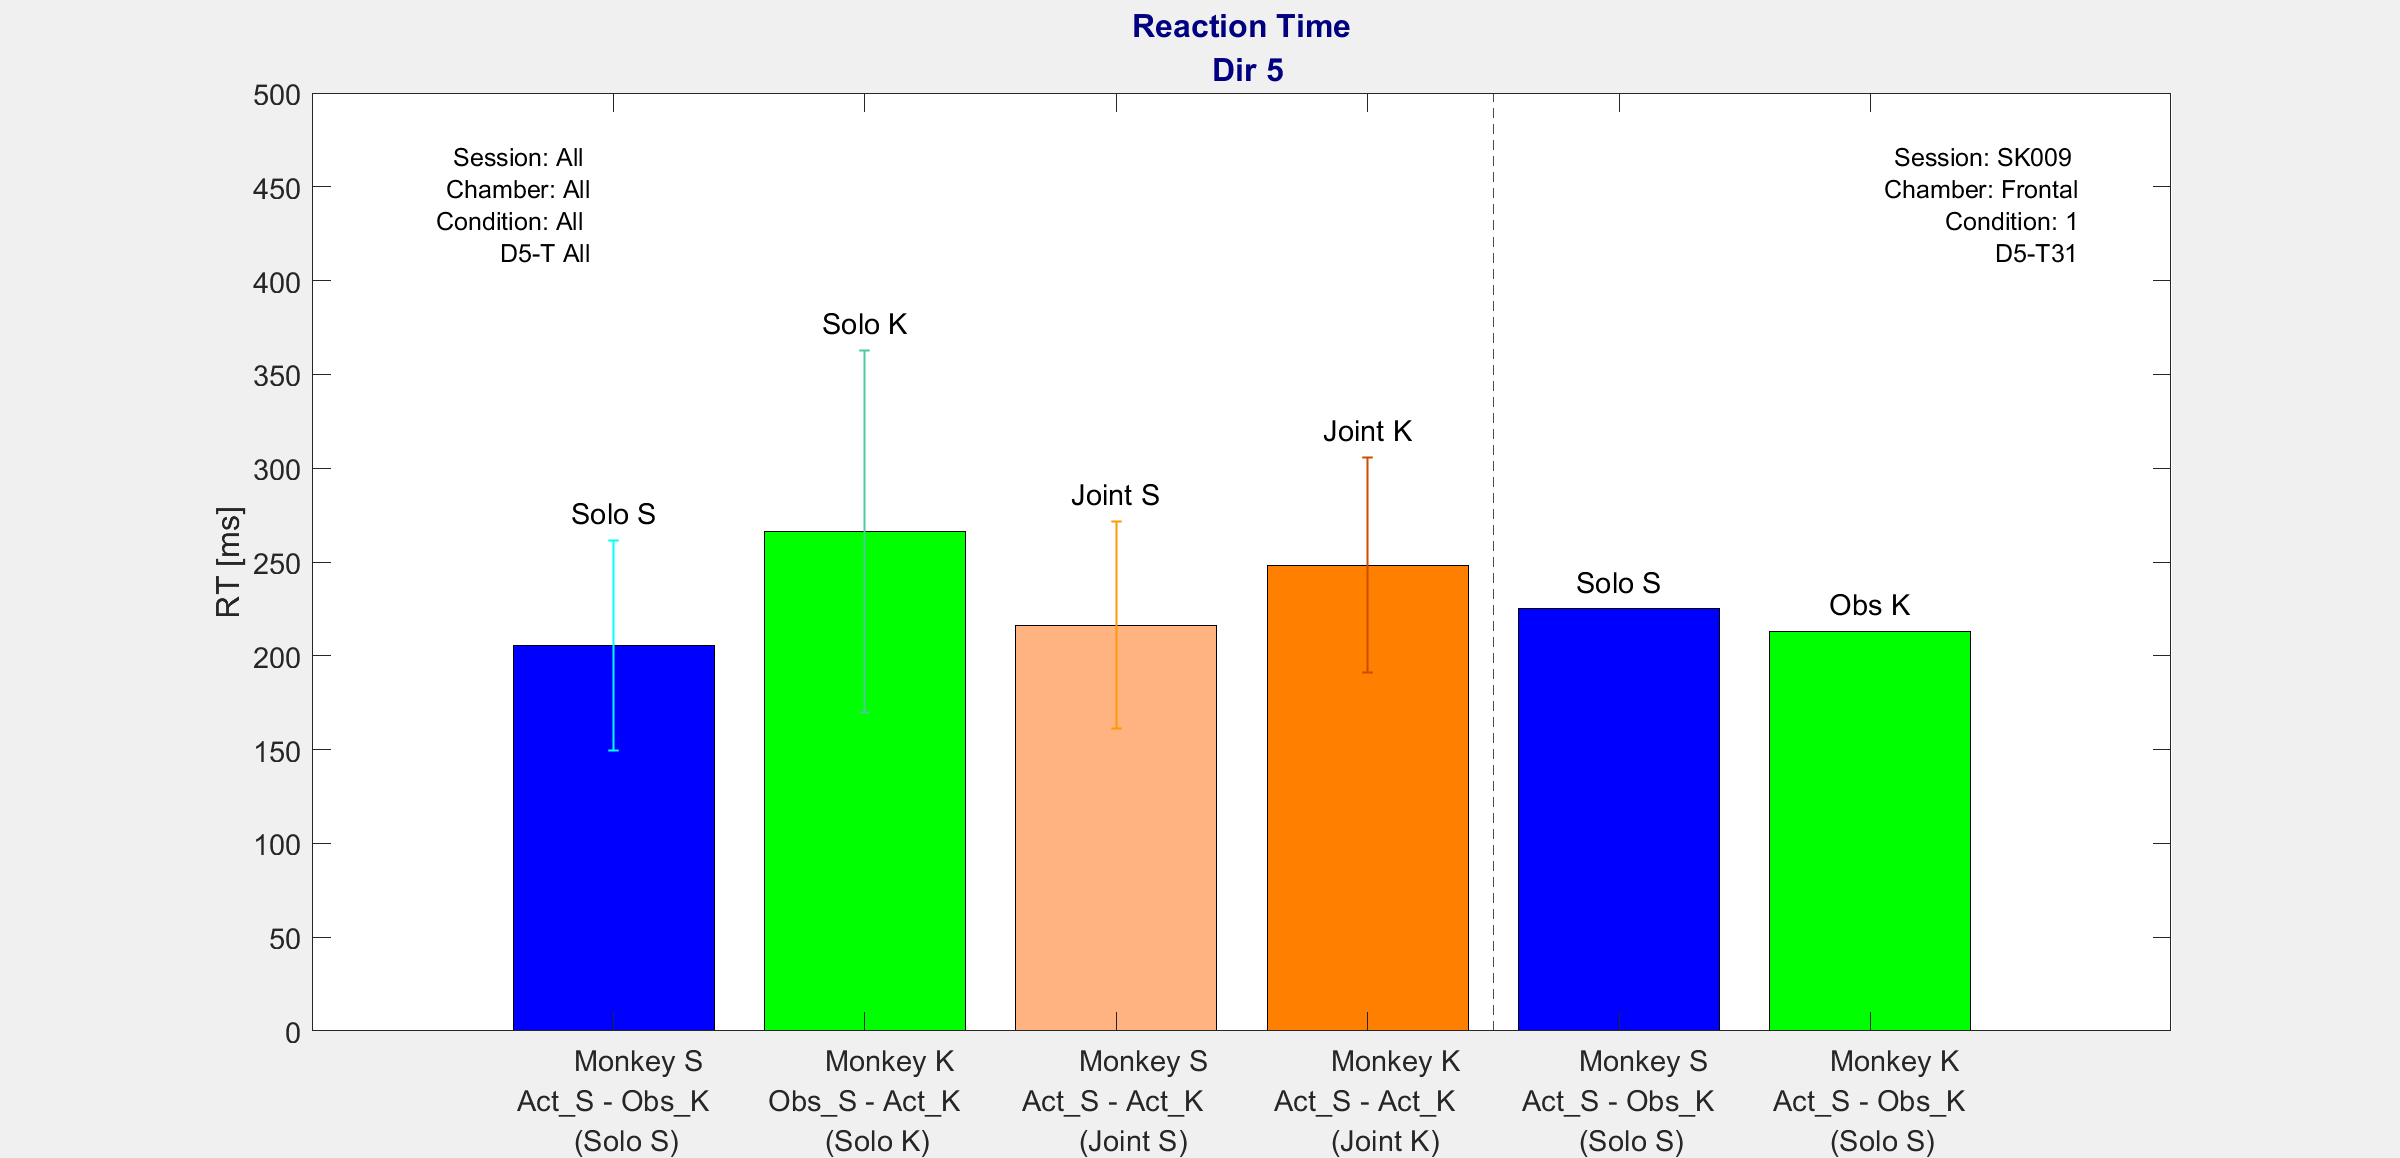 Reaction Time
Dir 5
500
450
400
350
300
250
200
150
100
50
0
RT [ms]
Session: All
Chamber: All
Condition: All
D5-T All
Session: SK009
Chamber: Frontal
Condition: 1
D5-T31
Solo S
Solo K
Joint S
Joint K
Solo S
Obs K
Monkey S
Act_S - Obs_K
(Solo S)
Monkey K
Obs_S - Act_K
(Solo K)
Monkey S
Act_S - Act_K
(Joint S)
Monkey K
Act_S - Act_K
(Joint K)
Monkey S
Act_S - Obs_K
(Solo S)
Monkey K
Act_S - Obs_K
(Solo S)